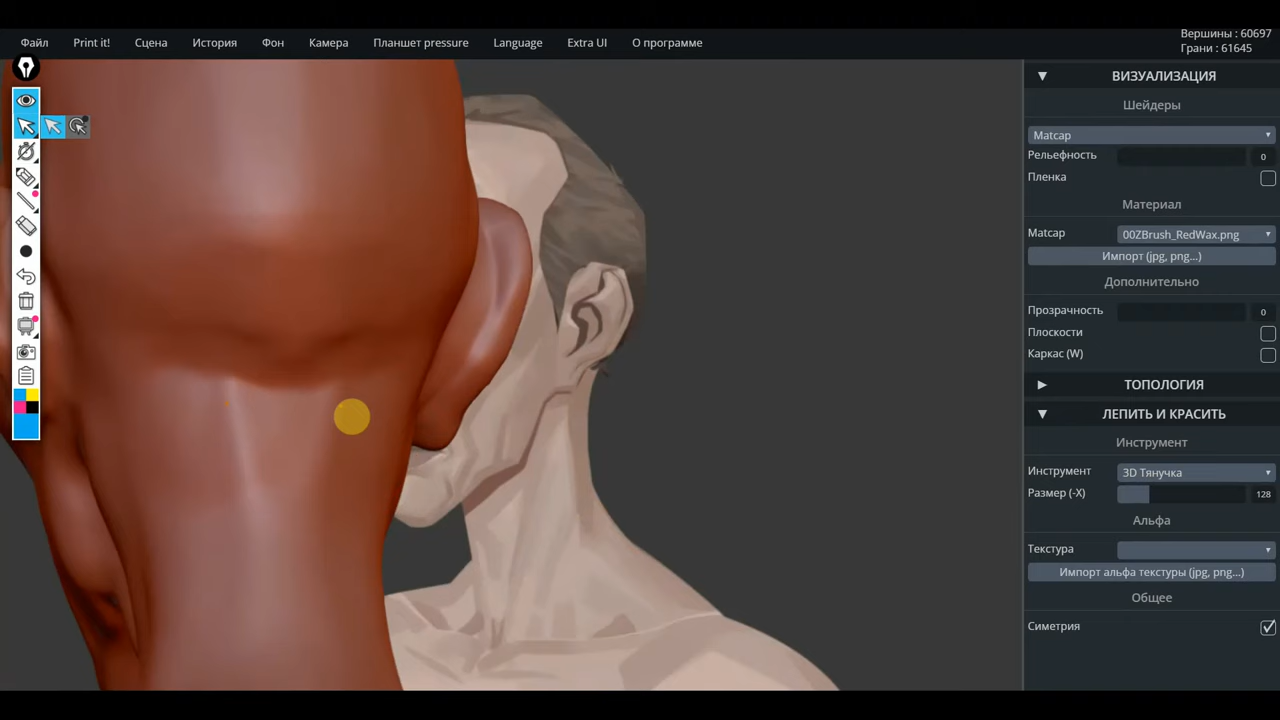 Файл Print it! Сцена История Фон Камера Планшет pressure Language Extra UI О программе
Вершины : 60697
Грани : 61645
ВИЗУАЛИЗАЦИЯ
Шейдеры
Matcap
Рельефность 0
Пленка
Материал
Matcap 00ZBrush_RedWax.png
Импорт (jpg, png...)
Дополнительно
Прозрачность 0
Плоскости
Каркас (W)
ТОПОЛОГИЯ
ЛЕПИТЬ И КРАСИТЬ
Инструмент
Инструмент 3D Тянучка
Размер (-X) 128
Альфа
Текстура
Импорт альфа текстуры (jpg, png...)
Общее
Симетрия